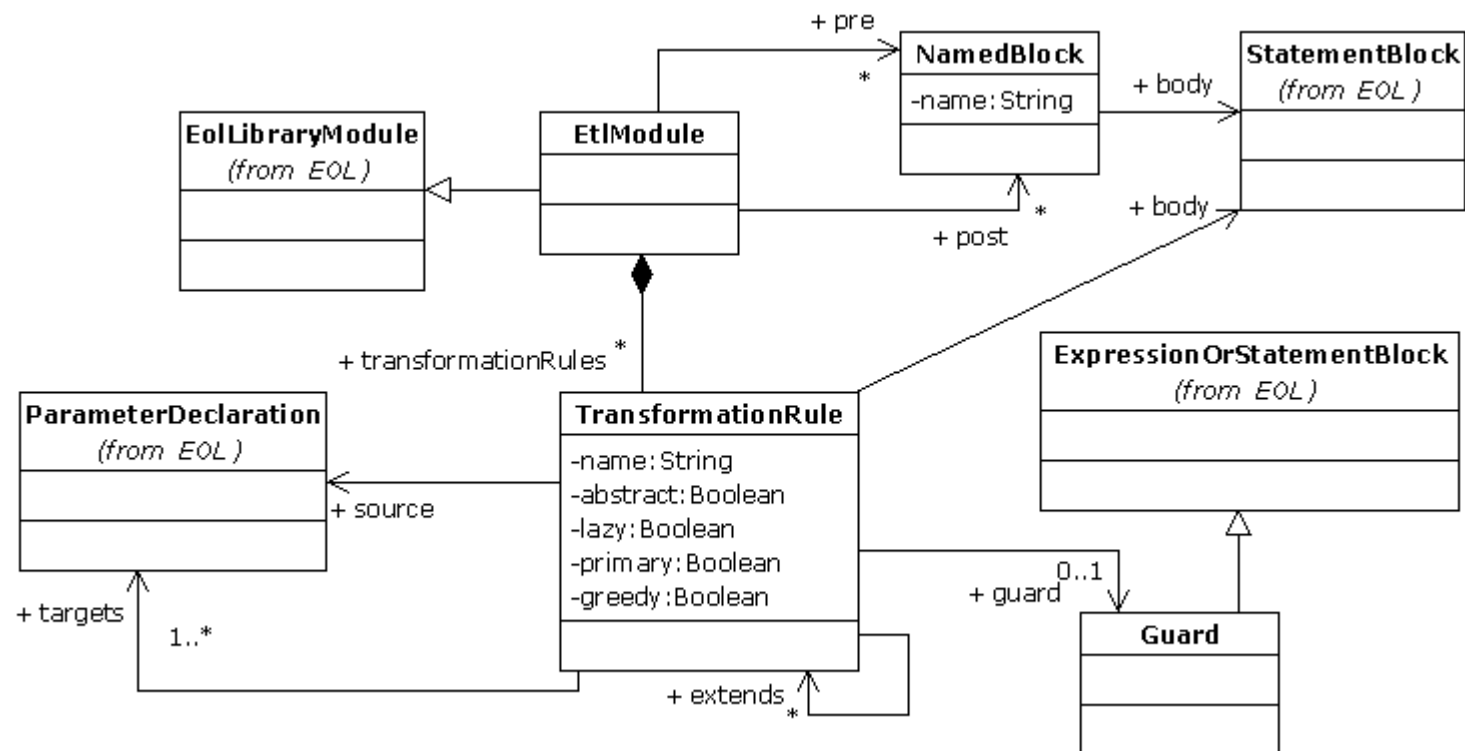 + pre
*
NamedBlock
-name:String
StatementBlock
(from EOL)
+ body
EolLibraryModule
(from EOL)
EtlModule
+ post
*
+ body
+ transformationRules
*
ExpressionOrStatementBlock
(from EOL)
ParameterDeclaration
(from EOL)
TransformationRule
-name:String
-abstract:Boolean
-lazy:Boolean
-primary:Boolean
-greedy:Boolean
+ source
+ targets
1..*
+ guard
0..1
Guard
+ extends
*